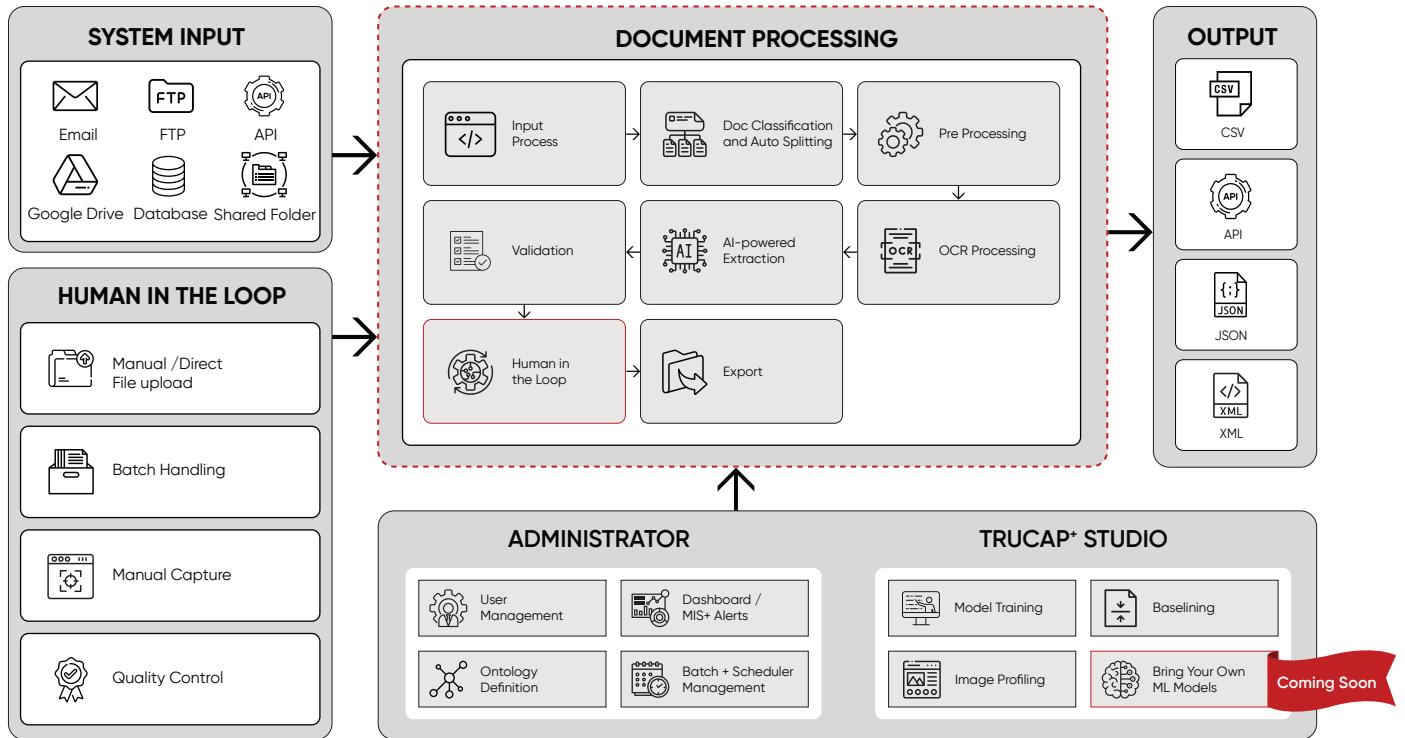 SYSTEM INPUT
FTP
API
Email
FTP
API
Google Drive
Database
Shared Folder
HUMAN IN THE LOOP
Manual /Direct
File upload
Batch Handling
Manual Capture
Quality Control
DOCUMENT PROCESSING
</>
Input
Process
Doc Classification
and Auto Splitting
Pre Processing
Validation
AI
AI-powered
Extraction
OCR
OCR Processing
Human in
the Loop
Export
OUTPUT
CSV
CSV
API
API
{;}
JSON
JSON
</>
XML
XML
ADMINISTRATOR
User
Management
Dashboard /
MIS+ Alerts
Ontology
Definition
Batch + Scheduler
Management
TRUCAP⁺ STUDIO
Model Training
Baselining
Image Profiling
Bring Your Own
ML Models
Coming Soon